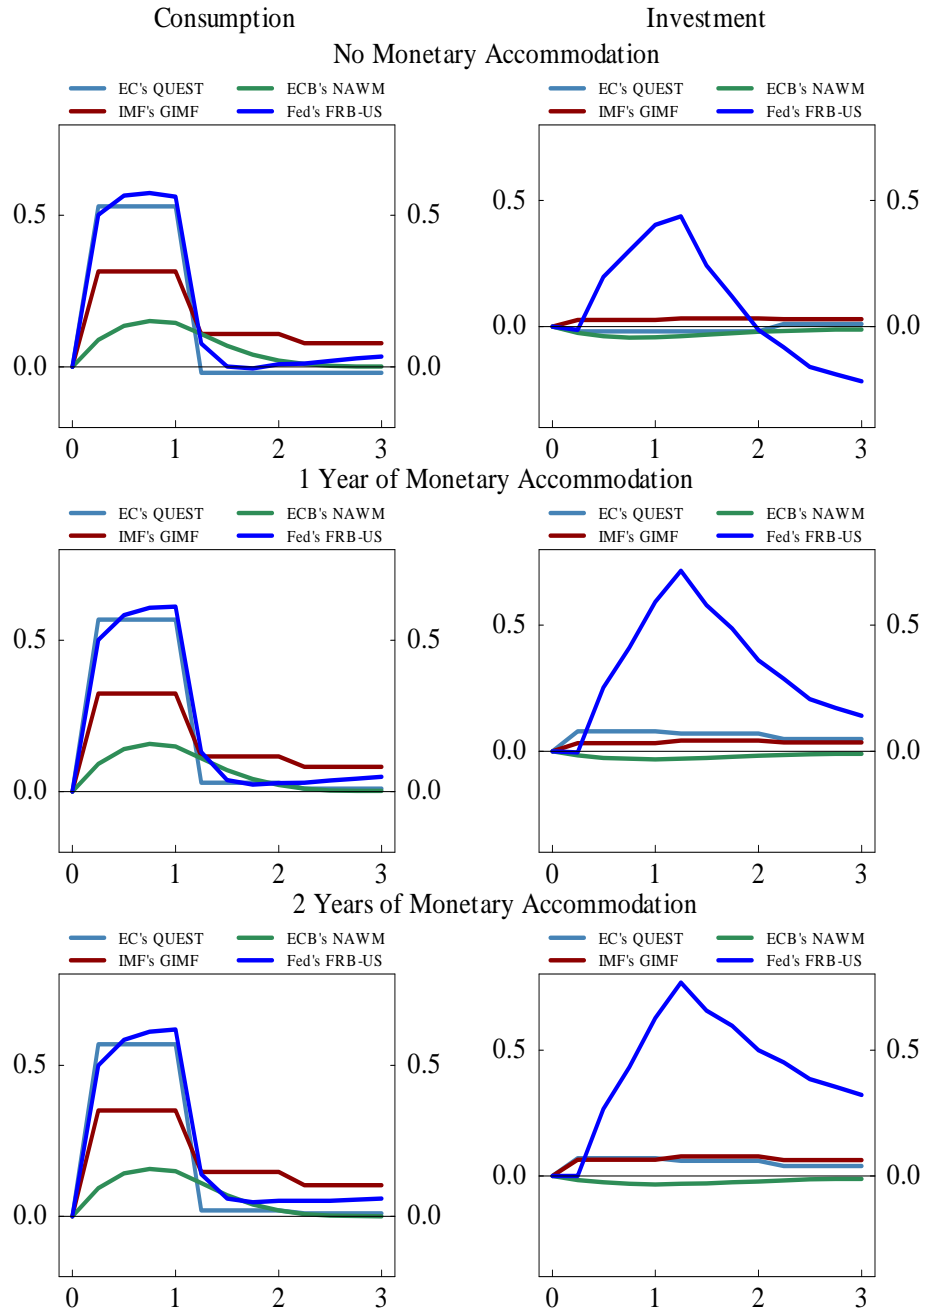 Consumption Investment
No Monetary Accommodation
EC's QUEST ECB's NAWM EC's QUEST ECB's NAWM
IMF's GIMF Fed's FRB-US IMF's GIMF Fed's FRB-US
0.5 0.5 0.5 0.5
0.0 0.0 0.0 0.0
0 1 2 3 0 1 2 3
1 Year of Monetary Accommodation
EC's QUEST ECB's NAWM EC's QUEST ECB's NAWM
IMF's GIMF Fed's FRB-US IMF's GIMF Fed's FRB-US
0.5 0.5 0.5 0.5
0.0 0.0 0.0 0.0
0 1 2 3 0 1 2 3
2 Years of Monetary Accommodation
EC's QUEST ECB's NAWM EC's QUEST ECB's NAWM
IMF's GIMF Fed's FRB-US IMF's GIMF Fed's FRB-US
0.5 0.5 0.5 0.5
0.0 0.0 0.0 0.0
0 1 2 3 0 1 2 3